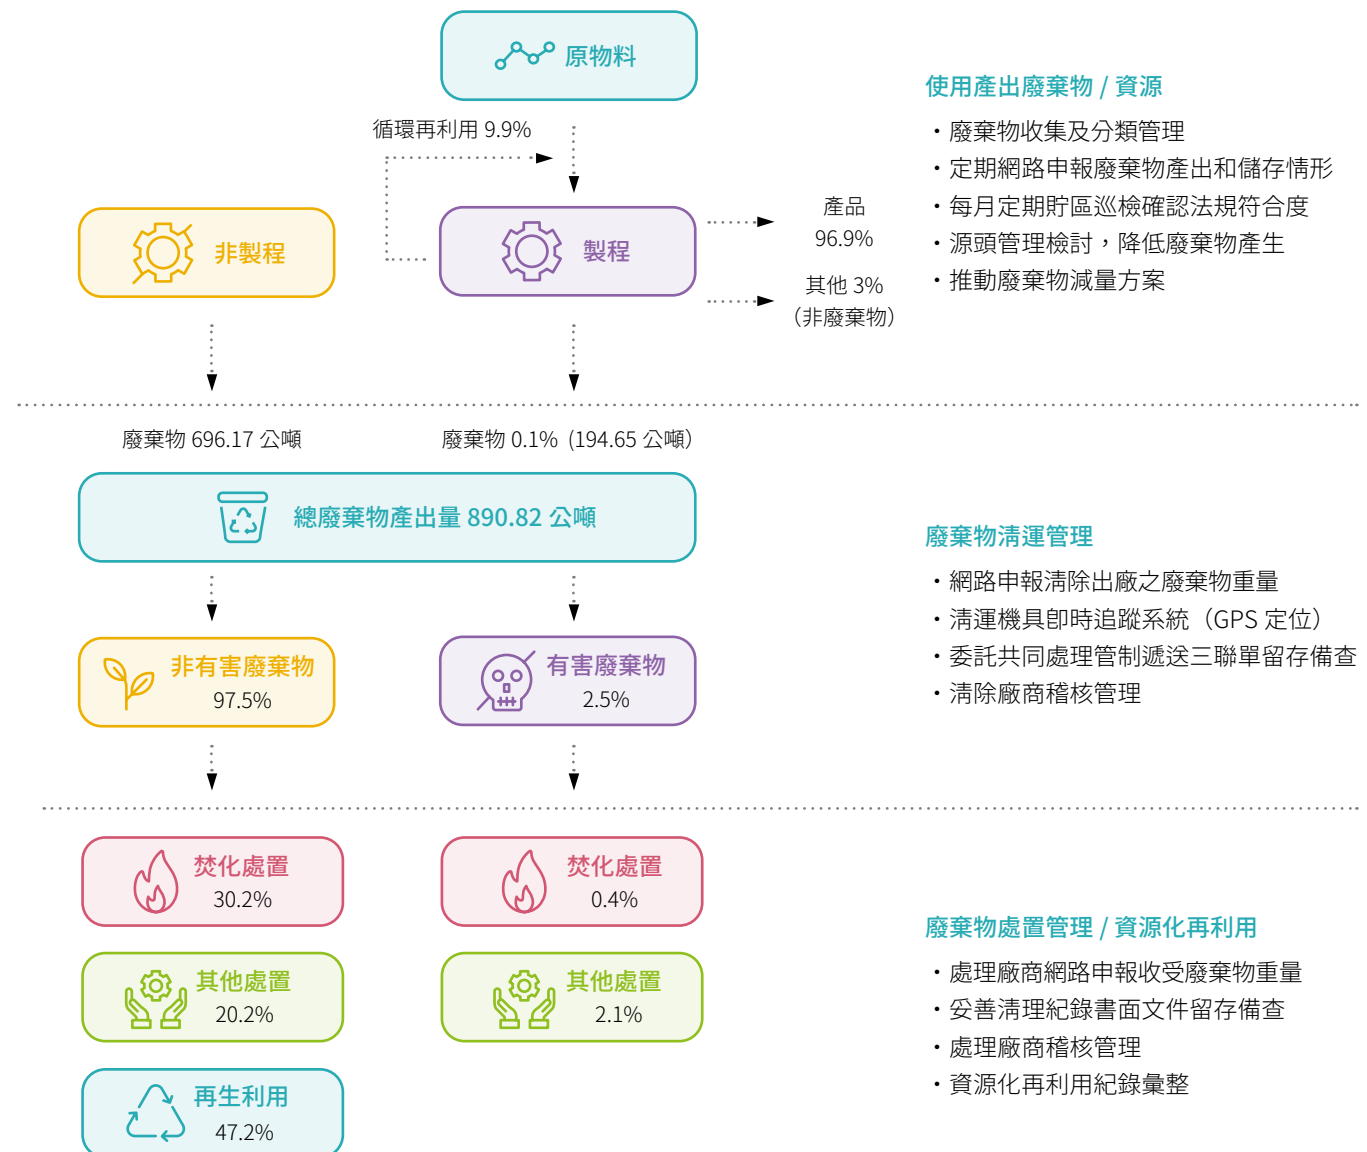 原物料
循環再利用 9.9%
非製程
製程
產品
96.9%
其他 3%
（非廢棄物）
使用產出廢棄物 / 資源
・廢棄物收集及分類管理
・定期網路申報廢棄物產出和儲存情形
・每月定期貯區巡檢確認法規符合度
・源頭管理檢討，降低廢棄物產生
・推動廢棄物減量方案
廢棄物 696.17 公噸
廢棄物 0.1% (194.65 公噸)
總廢棄物產出量 890.82 公噸
非有害廢棄物
97.5%
有害廢棄物
2.5%
廢棄物清運管理
・網路申報清除出廠之廢棄物重量
・清運機具即時追蹤系統（GPS 定位）
・委託共同處理管制遞送三聯單留存備查
・清除廠商稽核管理
焚化處置
30.2%
焚化處置
0.4%
其他處置
20.2%
其他處置
2.1%
再生利用
47.2%
廢棄物處置管理 / 資源化再利用
・處理廠商網路申報收受廢棄物重量
・妥善清理紀錄書面文件留存備查
・處理廠商稽核管理
・資源化再利用紀錄彙整